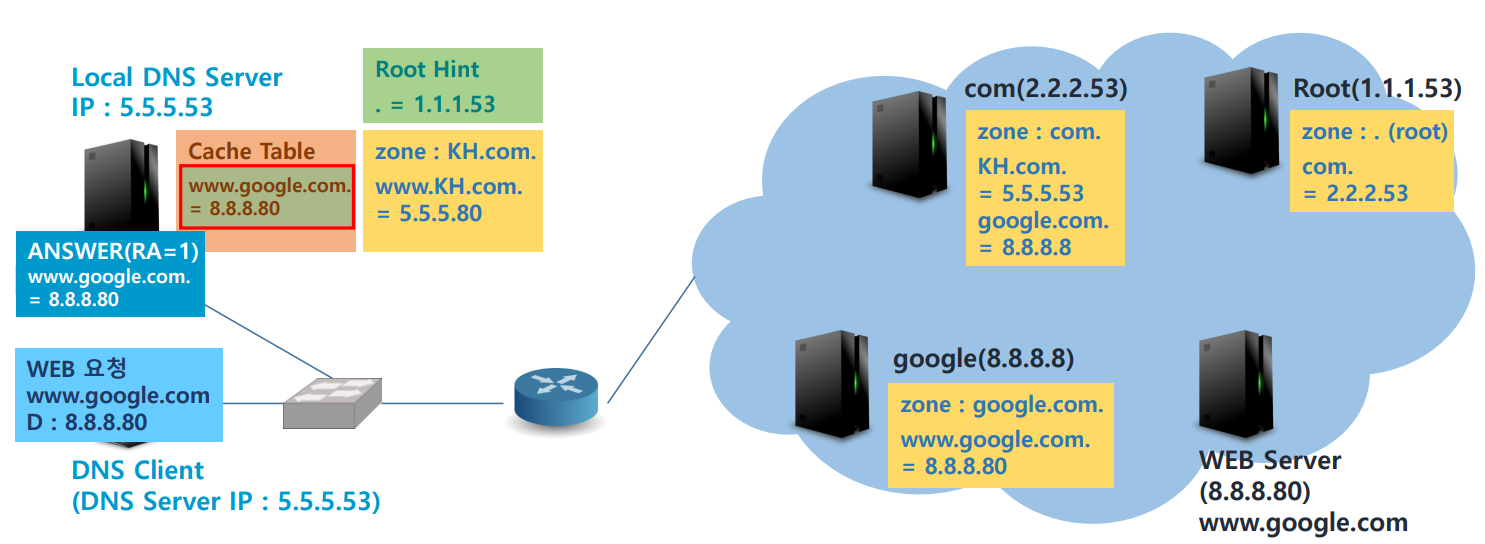 Local DNS Server
IP : 5.5.5.53
Root Hint
. = 1.1.1.53
Cache Table
www.google.com.
= 8.8.8.80
zone : KH.com.
www.KH.com.
= 5.5.5.80
ANSWER(RA=1)
www.google.com.
= 8.8.8.80
WEB 요청
www.google.com
D : 8.8.8.80
DNS Client
(DNS Server IP : 5.5.5.53)
com(2.2.2.53)
zone : com.
KH.com.
= 5.5.5.53
google.com.
= 8.8.8.8
Root(1.1.1.53)
zone : . (root)
com.
= 2.2.2.53
google(8.8.8.8)
zone : google.com.
www.google.com.
= 8.8.8.80
WEB Server
(8.8.8.80)
www.google.com